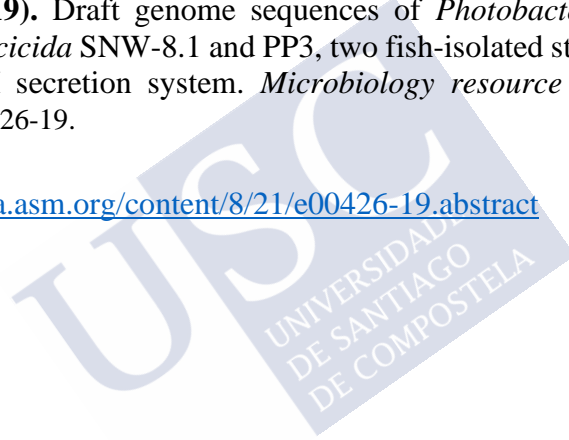 19). Draft genome sequences of Photobacte
cicida SNW-8.1 and PP3, two fish-isolated st
secretion system. Microbiology resource
26-19.
a.asm.org/content/8/21/e00426-19.abstract
USC
UNIVERSIDADE
DE SANTIAGO
DE COMPOSTELA